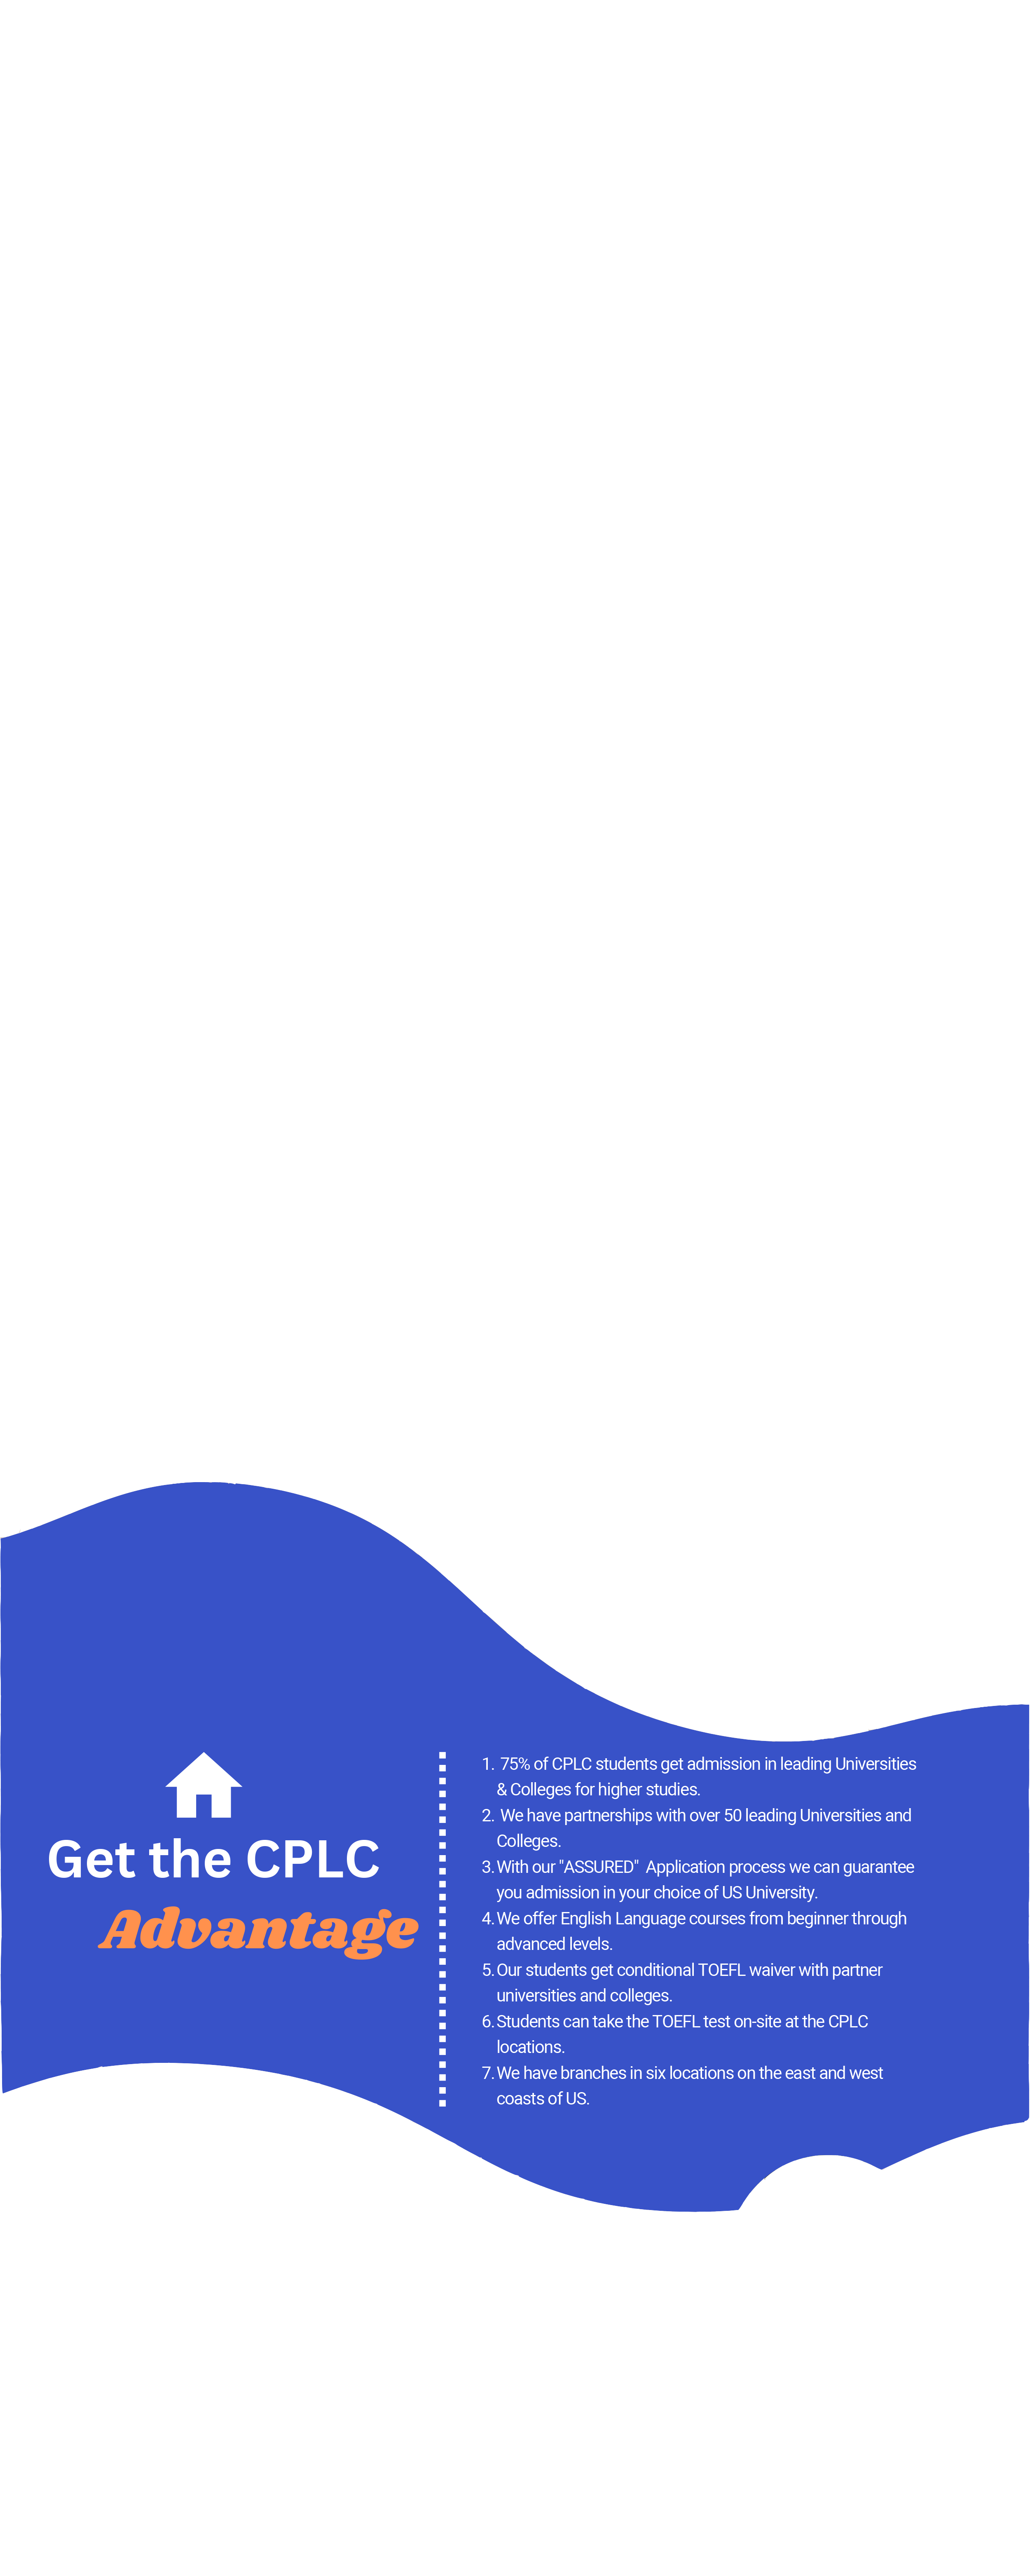 Get the CPLC
Advantage
1. 75% of CPLC students get admission in leading Universities
& Colleges for higher studies.
2. We have partnerships with over 50 leading Universities and
Colleges.
3. With our "ASSURED" Application process we can guarantee
you admission in your choice of US University.
4. We offer English Language courses from beginner through
advanced levels.
5. Our students get conditional TOEFL waiver with partner
universities and colleges.
6. Students can take the TOEFL test on-site at the CPLC
locations.
7. We have branches in six locations on the east and west
coasts of US.